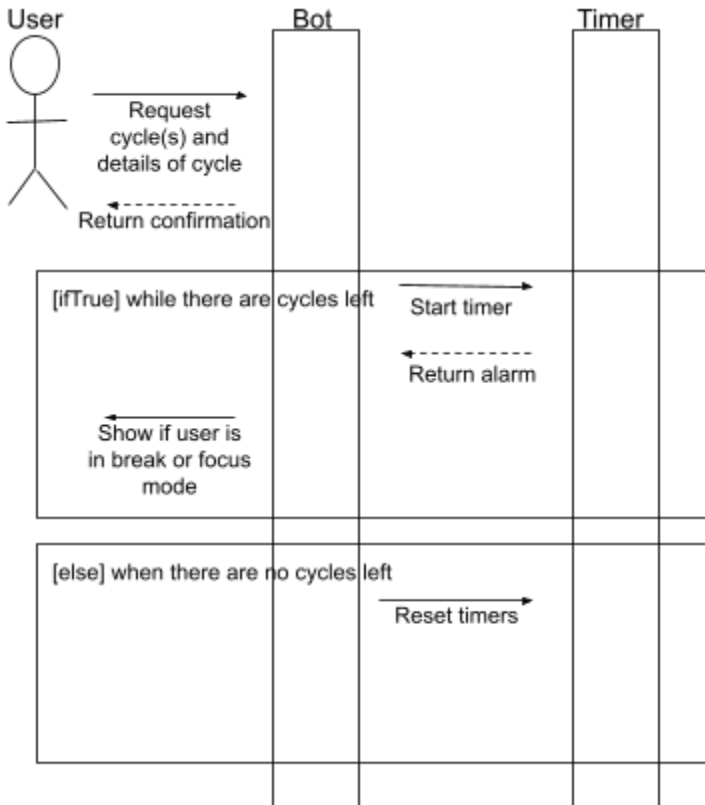 User
Bot
Timer
Request
cycle(s) and
details of cycle
Return confirmation
[ifTrue] while there are cycles left
Start timer
Return alarm
Show if user is
in break or focus
mode
[else] when there are no cycles left
Reset timers